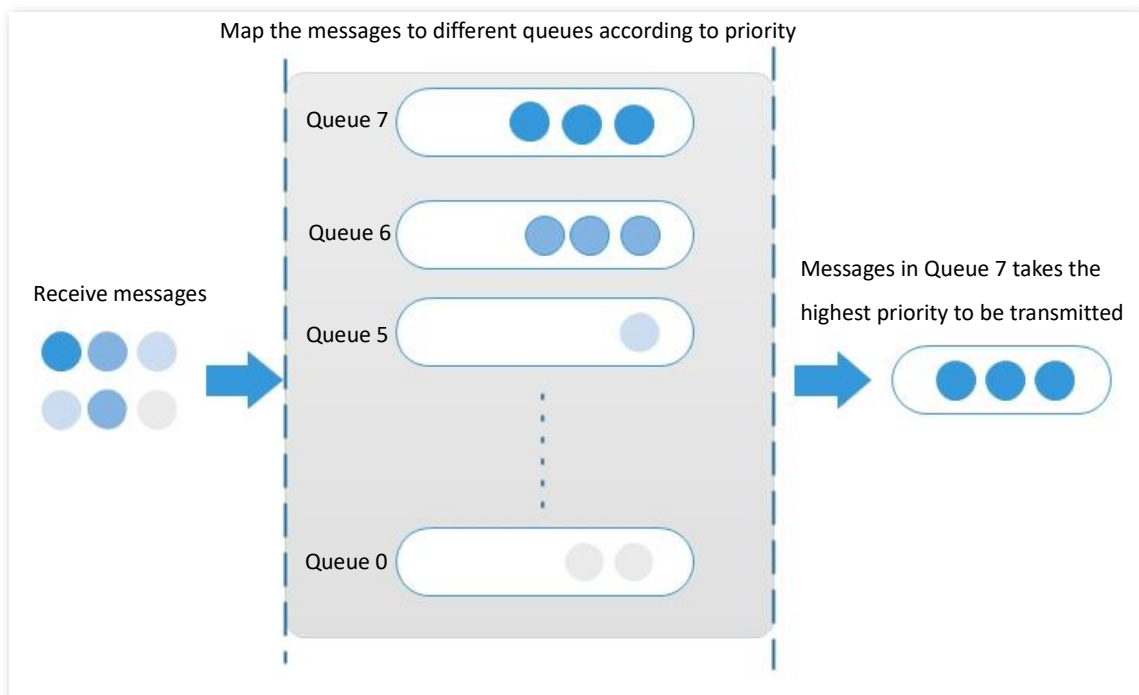 Map the messages to different queues according to priority
Queue 7
Queue 6
Queue 5
Queue 0
Receive messages
Messages in Queue 7 takes the
highest priority to be transmitted